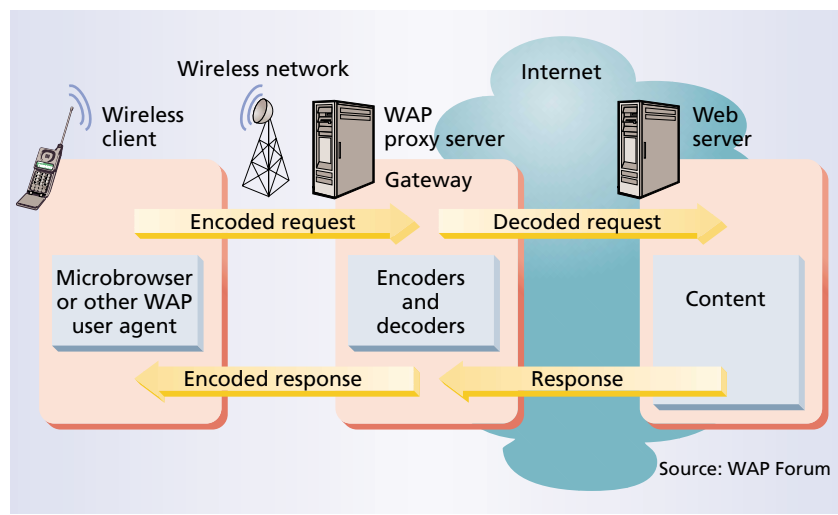 Wireless network
Internet
Wireless
client
WAP
proxy server
Web
server
Gateway
Encoded request
Decoded request
Microbrowser
or other WAP
user agent
Encoders
and
decoders
Content
Encoded response
Response
Source: WAP Forum